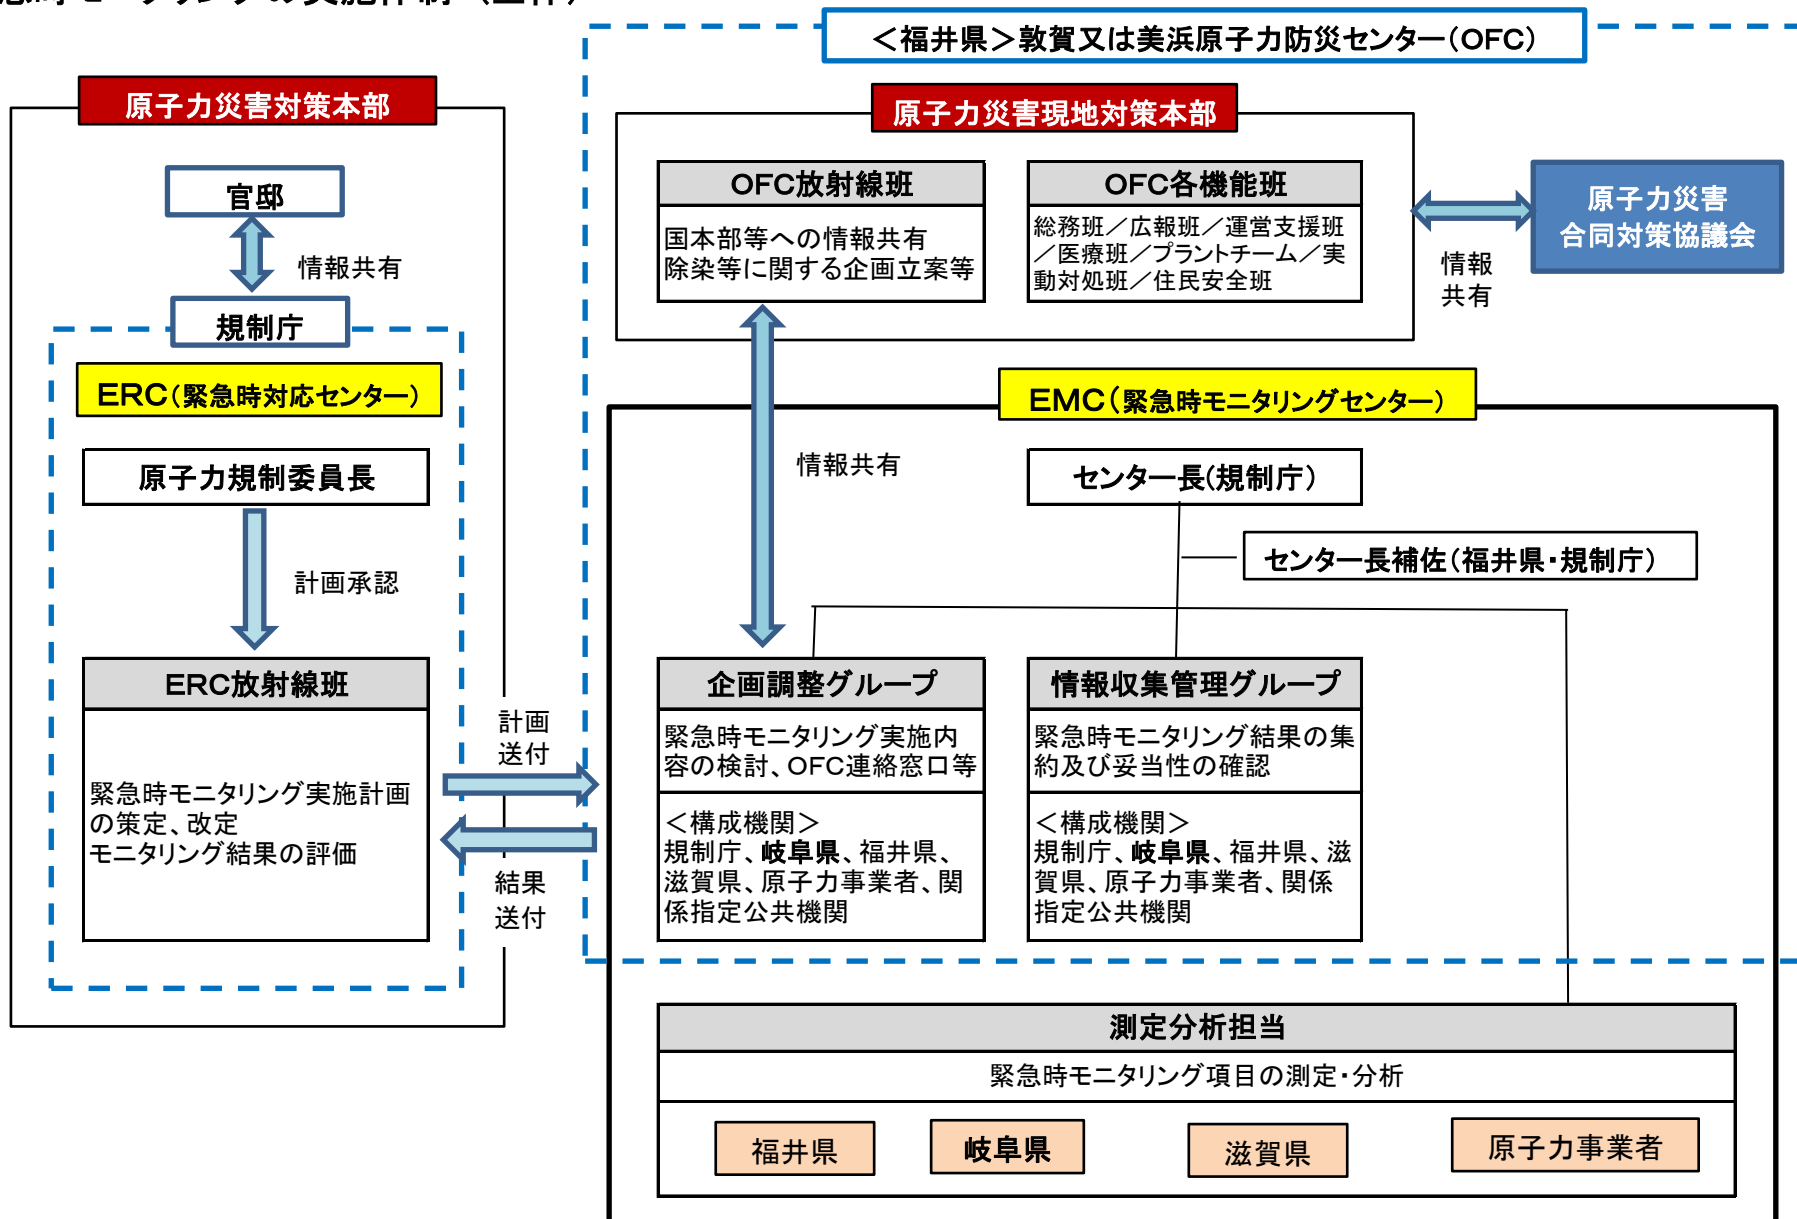 時モニタリングの実施体制（全体）
＜福井県＞敦賀又は美浜原子力防災センター（OFC）
原子力災害対策本部
官邸
情報共有
規制庁
ERC（緊急時対応センター）
原子力規制委員長
計画承認
ERC放射線班
緊急時モニタリング実施計画
の策定、改定
モニタリング結果の評価
計画
送付
結果
送付
原子力災害現地対策本部
OFC放射線班
国本部等への情報共有
除染等に関する企画立案等
OFC各機能班
総務班／広報班／運営支援班
／医療班／プラントチーム／実
動対処班／住民安全班
情報
共有
原子力災害
合同対策協議会
情報共有
EMC（緊急時モニタリングセンター）
センター長(規制庁）
センター長補佐（福井県・規制庁）
企画調整グループ
緊急時モニタリング実施内
容の検討、OFC連絡窓口等
＜構成機関＞
規制庁、岐阜県、福井県、
滋賀県、原子力事業者、関
係指定公共機関
情報収集管理グループ
緊急時モニタリング結果の集
約及び妥当性の確認
＜構成機関＞
規制庁、岐阜県、福井県、滋
賀県、原子力事業者、関係
指定公共機関
測定分析担当
緊急時モニタリング項目の測定・分析
福井県
岐阜県
滋賀県
原子力事業者